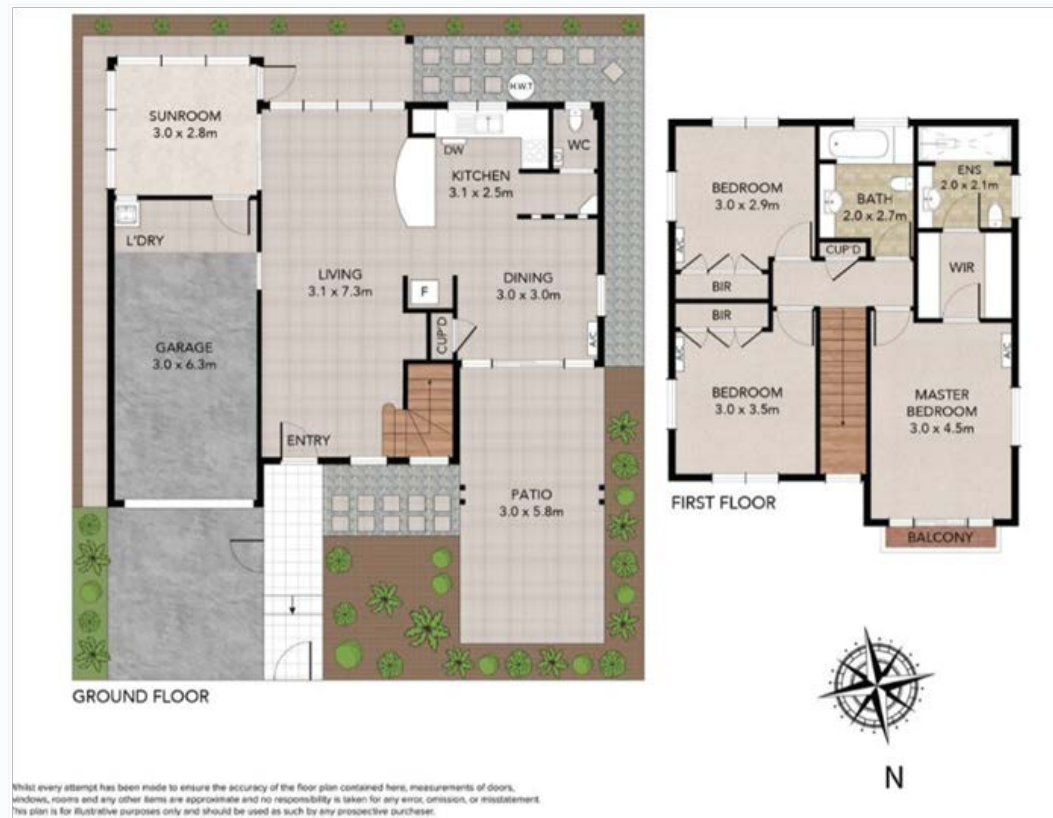 SUNROOM
3.0 x 2.8m
H.W.T
WC
DW
KITCHEN
3.1 x 2.5m
L'DRY
LIVING
3.1 x 7.3m
F
DINING
3.0 x 3.0m
CUP'D
A/C
GARAGE
3.0 x 6.3m
ENTRY
PATIO
3.0 x 5.8m
GROUND FLOOR
BEDROOM
3.0 x 2.9m
BATH
2.0 x 2.7m
ENS
2.0 x 2.1m
A/C
CUP'D
WIR
BIR
BIR
A/C
A/C
BEDROOM
3.0 x 3.5m
MASTER
BEDROOM
3.0 x 4.5m
FIRST FLOOR
BALCONY
N
Whilst every attempt has been made to ensure the accuracy of the floor plan contained here, measurements of doors,
windows, rooms and any other items are approximate and no responsibility is taken for any error, omission, or misstatement.
This plan is for illustrative purposes only and should be used as such by any prospective purchaser.